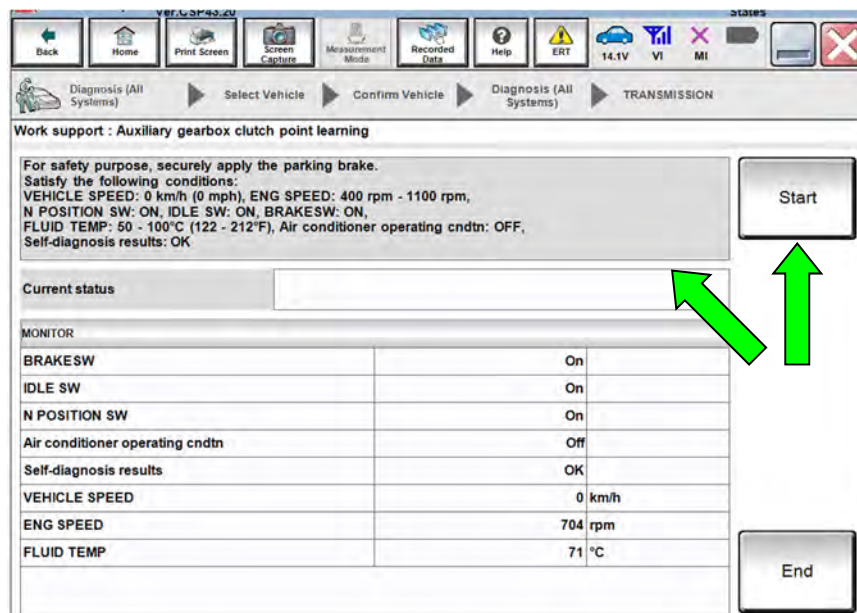 Ver.CSP43.20
States
Back
Home
Print Screen
Screen
Capture
Measurement
Mode
Recorded
Data
Help
ERT
14.1V
VI
MI
Diagnosis (All
Systems)
Select Vehicle
Confirm Vehicle
Diagnosis (All
Systems)
TRANSMISSION
Work support : Auxiliary gearbox clutch point learning
For safety purpose, securely apply the parking brake.
Satisfy the following conditions:
VEHICLE SPEED: 0 km/h (0 mph), ENG SPEED: 400 rpm - 1100 rpm,
N POSITION SW: ON, IDLE SW: ON, BRAKESW: ON,
FLUID TEMP: 50 - 100°C (122 - 212°F), Air conditioner operating cndtn: OFF,
Self-diagnosis results: OK
Start
Current status
MONITOR
BRAKESW On
IDLE SW On
N POSITION SW On
Air conditioner operating cndtn Off
Self-diagnosis results OK
VEHICLE SPEED 0 km/h
ENG SPEED 704 rpm
FLUID TEMP 71 °C
End